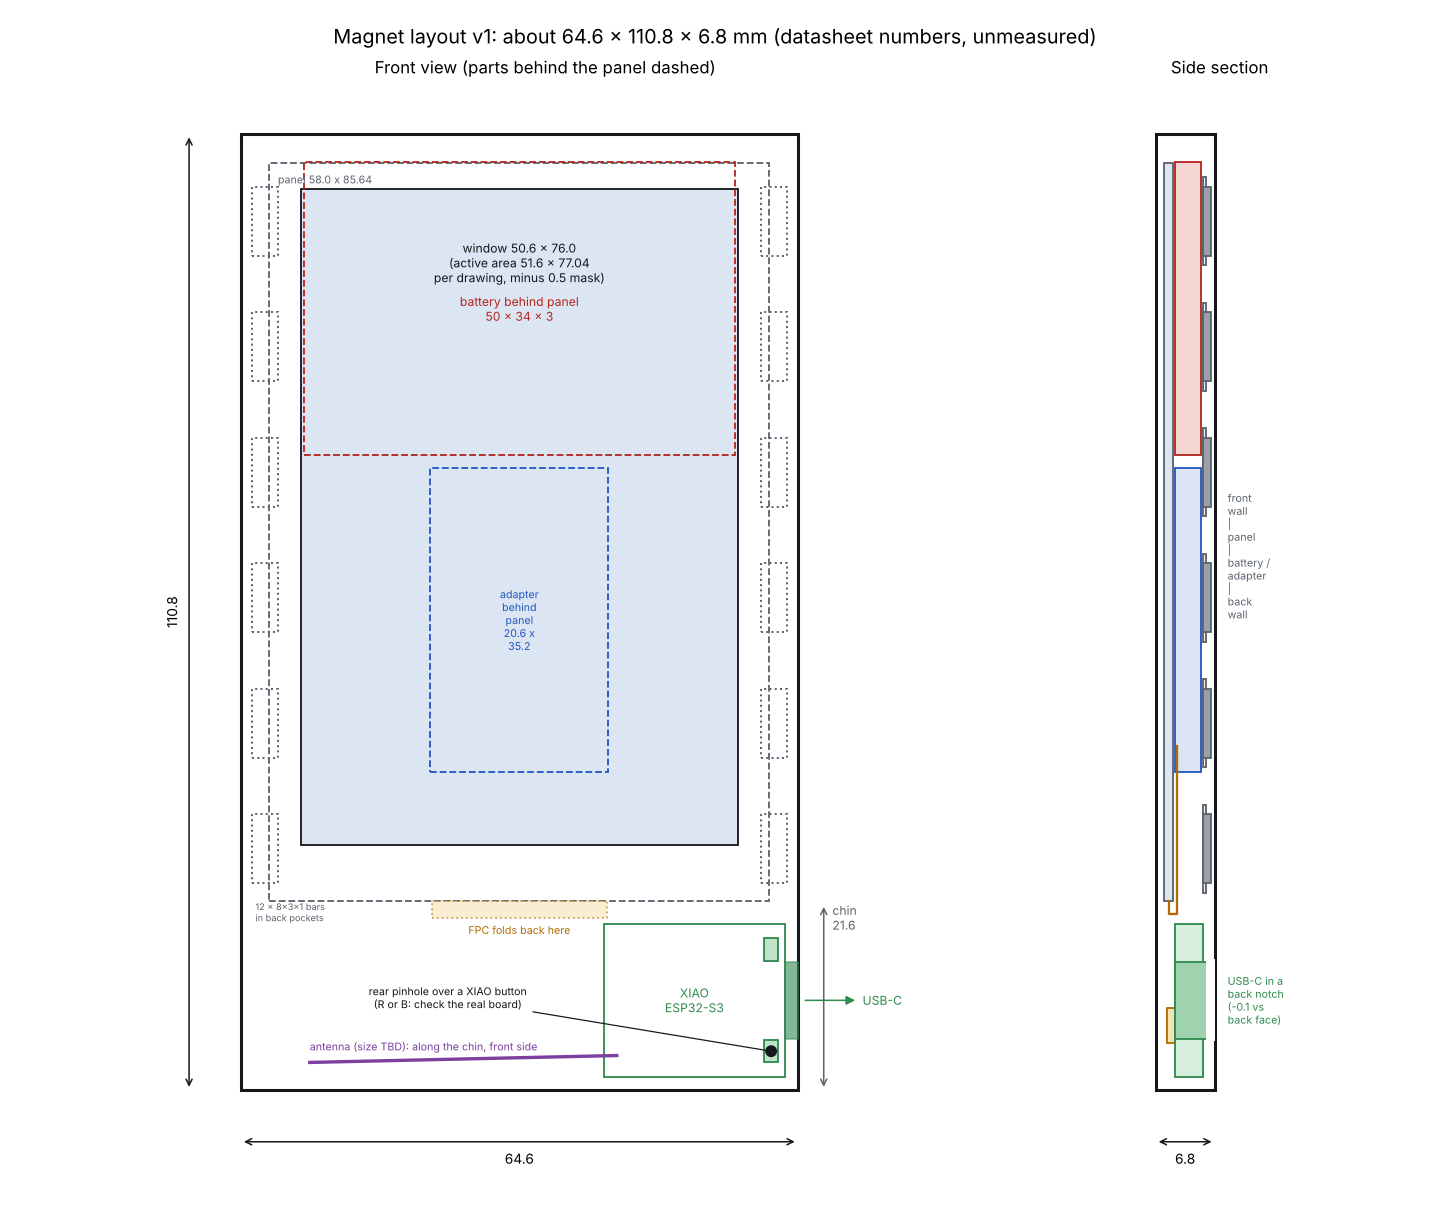 Magnet layout v1: about 64.6 × 110.8 × 6.8 mm (datasheet numbers, unmeasured)
Front view (parts behind the panel dashed)
Side section
panel 58.0 x 85.64
window 50.6 × 76.0
(active area 51.6 × 77.04
per drawing, minus 0.5 mask)
battery behind panel
50 × 34 × 3
110.8
adapter
behind
panel
20.6 x
35.2
front
wall
|
panel
|
battery /
adapter
|
back
wall
12 × 8×3×1 bars
in back pockets
FPC folds back here
chin
21.6
rear pinhole over a XIAO button
(R or B: check the real board)
XIAO
ESP32-S3
USB-C
USB-C in a
back notch
(-0.1 vs
back face)
antenna (size TBD): along the chin, front side
64.6
6.8